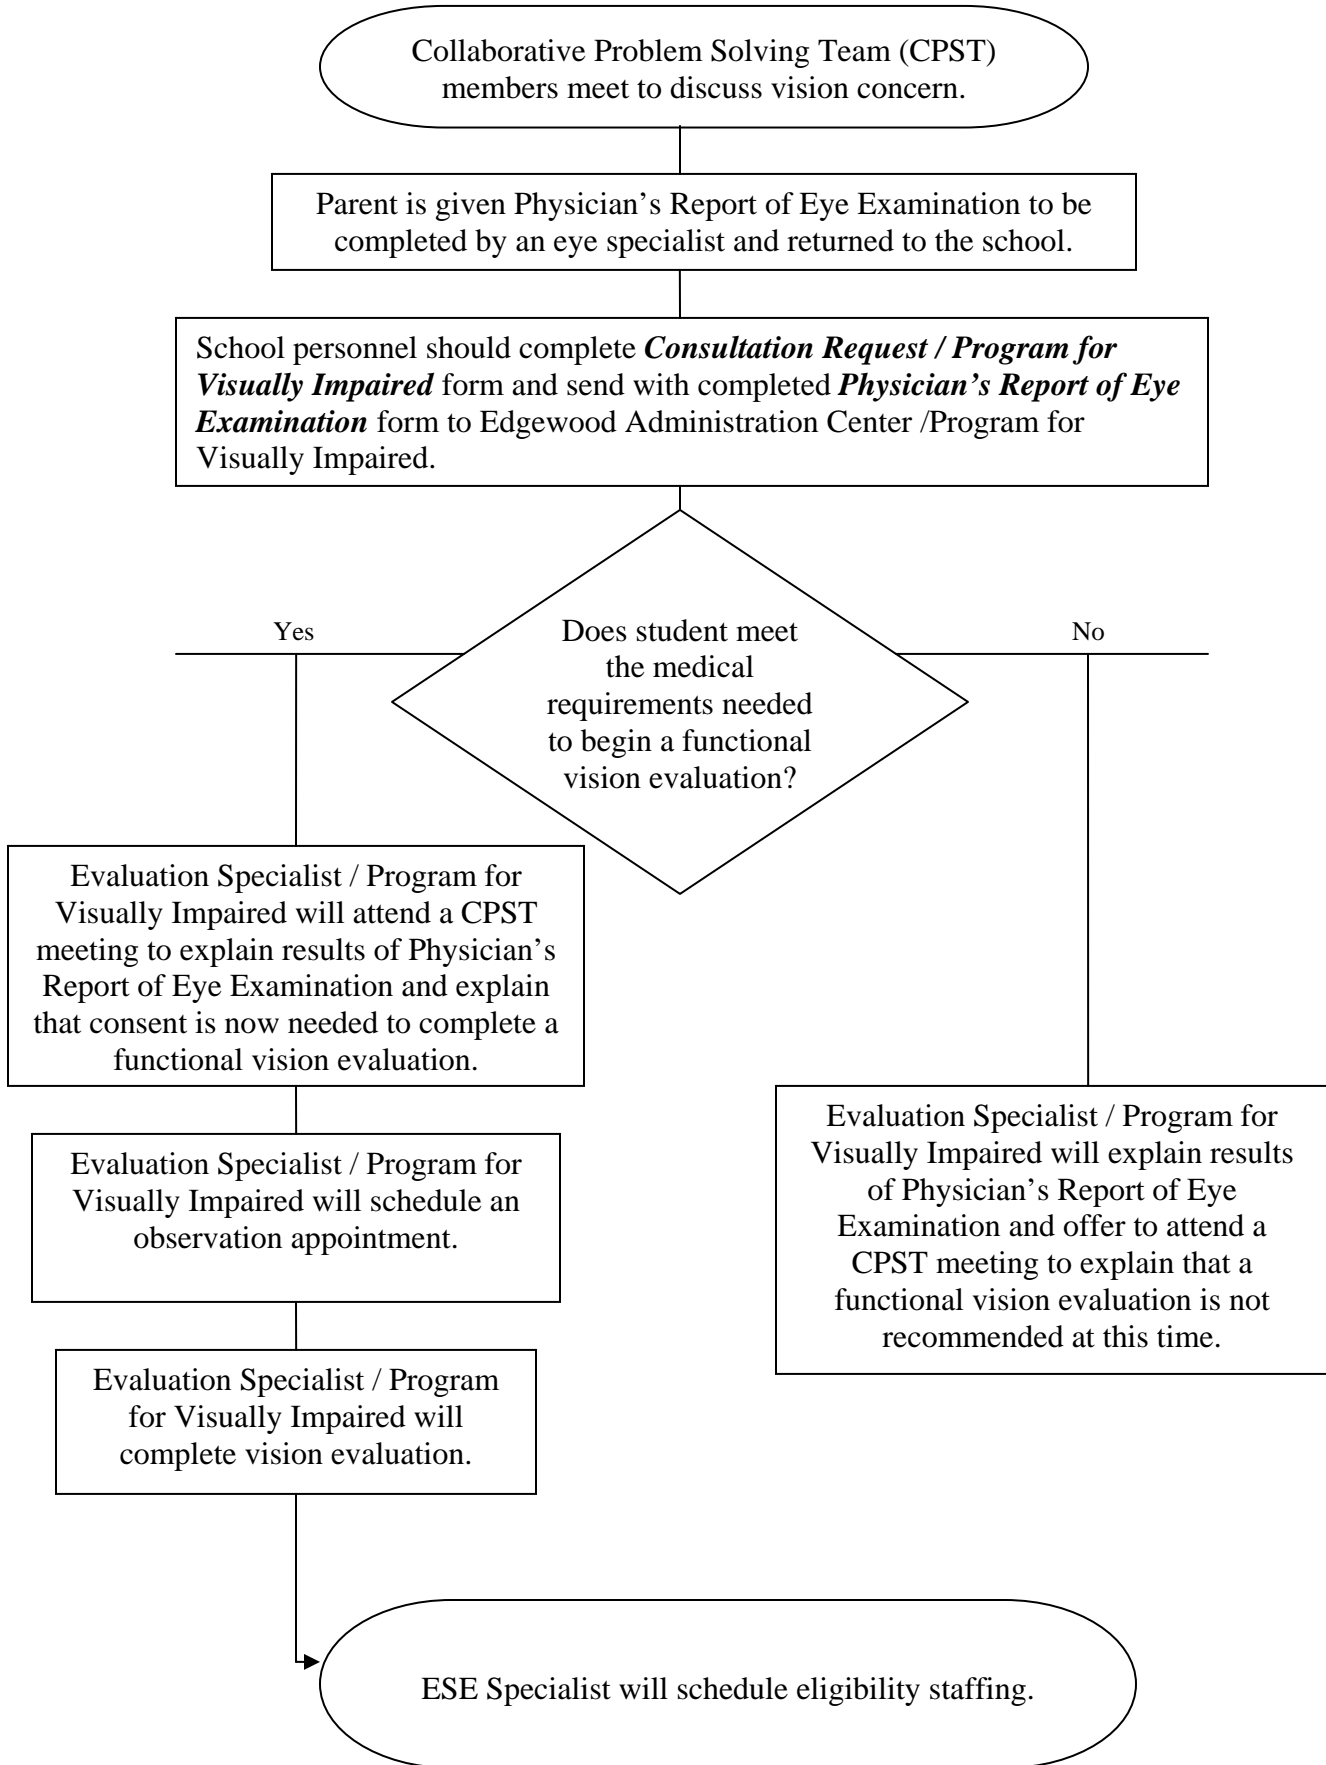 Collaborative Problem Solving Team (CPST)
members meet to discuss vision concern.
Parent is given Physician’s Report of Eye Examination to be
completed by an eye specialist and returned to the school.
School personnel should complete Consultation Request / Program for
Visually Impaired form and send with completed Physician’s Report of Eye
Examination form to Edgewood Administration Center /Program for
Visually Impaired.
Does student meet
the medical
requirements needed
to begin a functional
vision evaluation?
Yes
Evaluation Specialist / Program for
Visually Impaired will attend a CPST
meeting to explain results of Physician’s
Report of Eye Examination and explain
that consent is now needed to complete a
functional vision evaluation.
Evaluation Specialist / Program for
Visually Impaired will schedule an
observation appointment.
Evaluation Specialist / Program
for Visually Impaired will
complete vision evaluation.
No
Evaluation Specialist / Program for
Visually Impaired will explain results
of Physician’s Report of Eye
Examination and offer to attend a
CPST meeting to explain that a
functional vision evaluation is not
recommended at this time.
ESE Specialist will schedule eligibility staffing.